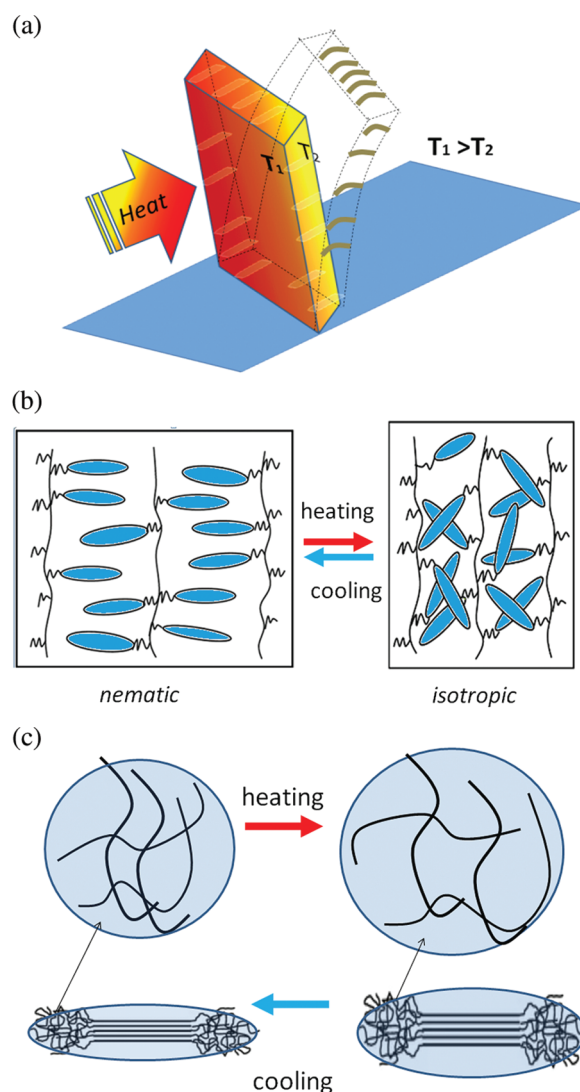 (a)
T1
T2
T1 >T2
Heat
(b)
heating
cooling
nematic
isotropic
(c)
heating
cooling